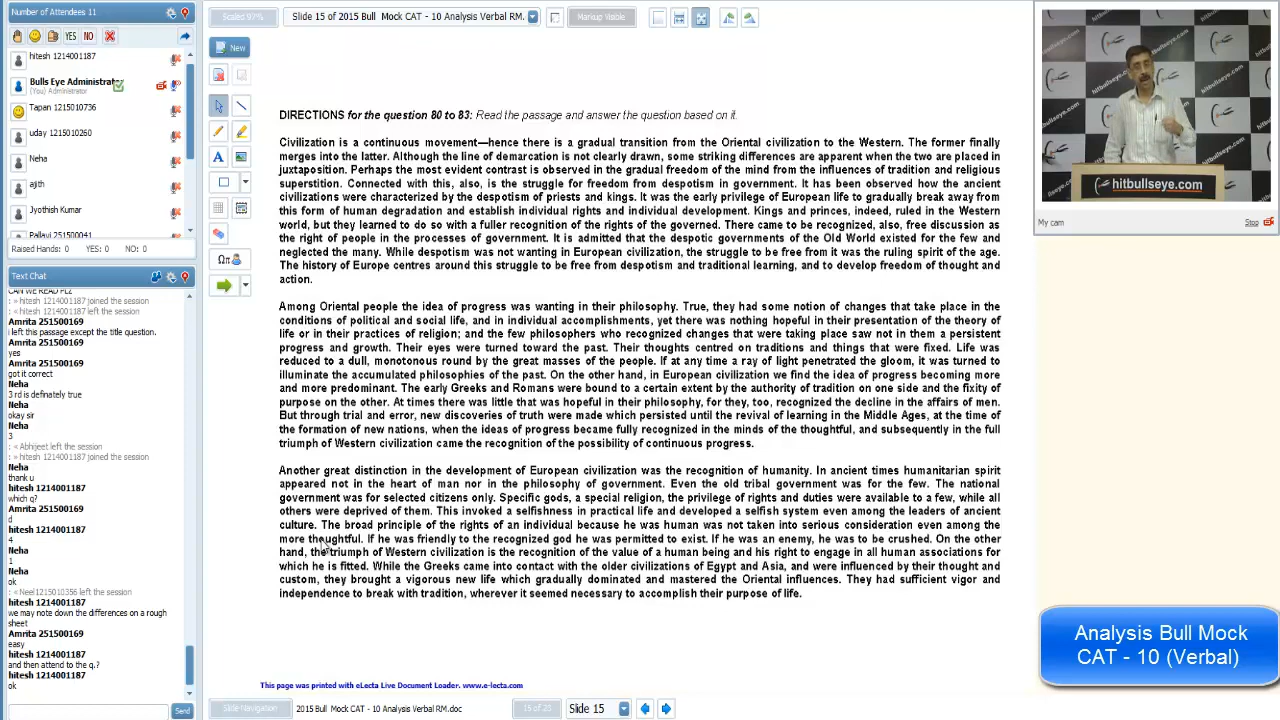 Number of Attendees 11
YES
NO
hitesh 1214001187
Bulls Eye Administrator
(You) Administrator
Tapan 1215010736
uday 1215010260
Neha
ajith
Jyothish Kumar
Pallavi 251500041
Raised Hands: 0 YES: 0 NO: 0
Text Chat
CAN WE READ PLZ
: » hitesh 1214001187 joined the session
: « hitesh 1214001187 left the session
Amrita 251500169
i left this passage except the title question.
Amrita 251500169
yes
Amrita 251500169
got it correct
Neha
3 rd is definately true
Neha
okay sir
Neha
3
: « Abhijeet left the session
: » hitesh 1214001187 joined the session
Neha
thank u
hitesh 1214001187
which q?
Amrita 251500169
d
hitesh 1214001187
4
Neha
1
Neha
ok
: « Neel1215010356 left the session
hitesh 1214001187
we may note down the differences on a rough
sheet
Amrita 251500169
easy
hitesh 1214001187
and then attend to the q.?
hitesh 1214001187
ok
Send
Scaled 97%
Slide 15 of 2015 Bull Mock CAT - 10 Analysis Verbal RM.
Markup Visible
New
A
Ωπ
DIRECTIONS for the question 80 to 83: Read the passage and answer the question based on it.
Civilization is a continuous movement—hence there is a gradual transition from the Oriental civilization to the Western. The former finally
merges into the latter. Although the line of demarcation is not clearly drawn, some striking differences are apparent when the two are placed in
juxtaposition. Perhaps the most evident contrast is observed in the gradual freedom of the mind from the influences of tradition and religious
superstition. Connected with this, also, is the struggle for freedom from despotism in government. It has been observed how the ancient
civilizations were characterized by the despotism of priests and kings. It was the early privilege of European life to gradually break away from
this form of human degradation and establish individual rights and individual development. Kings and princes, indeed, ruled in the Western
world, but they learned to do so with a fuller recognition of the rights of the governed. There came to be recognized, also, free discussion as
the right of people in the processes of government. It is admitted that the despotic governments of the Old World existed for the few and
neglected the many. While despotism was not wanting in European civilization, the struggle to be free from it was the ruling spirit of the age.
The history of Europe centres around this struggle to be free from despotism and traditional learning, and to develop freedom of thought and
action.
Among Oriental people the idea of progress was wanting in their philosophy. True, they had some notion of changes that take place in the
conditions of political and social life, and in individual accomplishments, yet there was nothing hopeful in their presentation of the theory of
life or in their practices of religion; and the few philosophers who recognized changes that were taking place saw not in them a persistent
progress and growth. Their eyes were turned toward the past. Their thoughts centred on traditions and things that were fixed. Life was
reduced to a dull, monotonous round by the great masses of the people. If at any time a ray of light penetrated the gloom, it was turned to
illuminate the accumulated philosophies of the past. On the other hand, in European civilization we find the idea of progress becoming more
and more predominant. The early Greeks and Romans were bound to a certain extent by the authority of tradition on one side and the fixity of
purpose on the other. At times there was little that was hopeful in their philosophy, for they, too, recognized the decline in the affairs of men.
But through trial and error, new discoveries of truth were made which persisted until the revival of learning in the Middle Ages, at the time of
the formation of new nations, when the ideas of progress became fully recognized in the minds of the thoughtful, and subsequently in the full
triumph of Western civilization came the recognition of the possibility of continuous progress.
Another great distinction in the development of European civilization was the recognition of humanity. In ancient times humanitarian spirit
appeared not in the heart of man nor in the philosophy of government. Even the old tribal government was for the few. The national
government was for selected citizens only. Specific gods, a special religion, the privilege of rights and duties were available to a few, while all
others were deprived of them. This invoked a selfishness in practical life and developed a selfish system even among the leaders of ancient
culture. The broad principle of the rights of an individual because he was human was not taken into serious consideration even among the
more thoughtful. If he was friendly to the recognized god he was permitted to exist. If he was an enemy, he was to be crushed. On the other
hand, the triumph of Western civilization is the recognition of the value of a human being and his right to engage in all human associations for
which he is fitted. While the Greeks came into contact with the older civilizations of Egypt and Asia, and were influenced by their thought and
custom, they brought a vigorous new life which gradually dominated and mastered the Oriental influences. They had sufficient vigor and
independence to break with tradition, wherever it seemed necessary to accomplish their purpose of life.
This page was printed with eLecta Live Document Loader. www.e-lecta.com
Slide Navigation
2015 Bull Mock CAT - 10 Analysis Verbal RM.doc
15 of 23
Slide 15
hitbullseye.com
My cam
Stop
Analysis Bull Mock
CAT - 10 (Verbal)